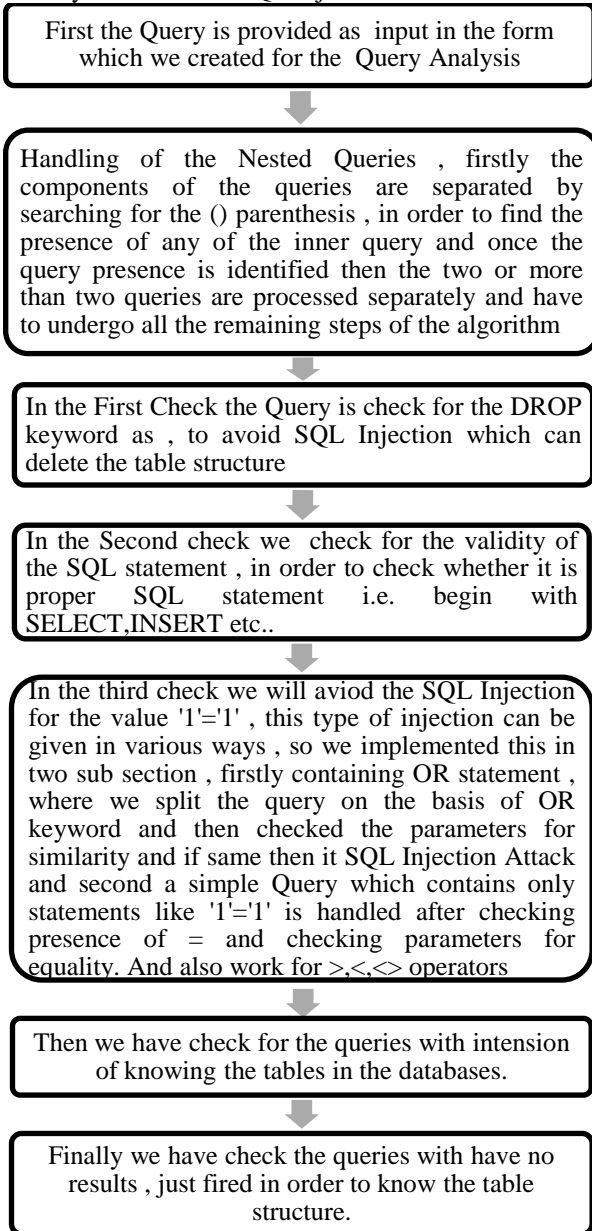 First the Query is provided as input in the form
which we created for the Query Analysis
Handling of the Nested Queries , firstly the
components of the queries are separated by
searching for the () parenthesis , in order to find the
presence of any of the inner query and once the
query presence is identified then the two or more
than two queries are processed separately and have
to undergo all the remaining steps of the algorithm
In the First Check the Query is check for the DROP
keyword as , to avoid SQL Injection which can
delete the table structure
In the Second check we check for the validity of
the SQL statement , in order to check whether it is
proper SQL statement i.e. begin with
SELECT,INSERT etc..
In the third check we will aviod the SQL Injection
for the value '1'='1' , this type of injection can be
given in various ways , so we implemented this in
two sub section , firstly containing OR statement ,
where we split the query on the basis of OR
keyword and then checked the parameters for
similarity and if same then it SQL Injection Attack
and second a simple Query which contains only
statements like '1'='1' is handled after checking
presence of = and checking parameters for
equality. And also work for >,<,<> operators
Then we have check for the queries with intension
of knowing the tables in the databases.
Finally we have check the queries with have no
results , just fired in order to know the table
structure.